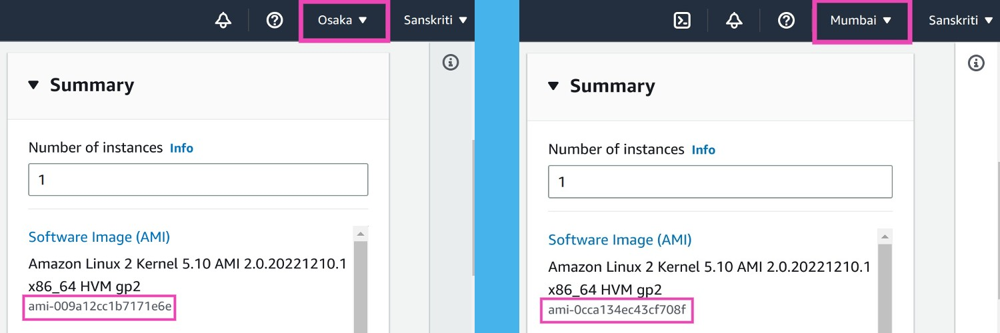 Osaka ▼
Sanskriti ▼
▼ Summary
Number of instances Info
1
Software Image (AMI)
Amazon Linux 2 Kernel 5.10 AMI 2.0.20221210.1
x86_64 HVM gp2
ami-009a12cc1b7171e6e
Mumbai ▼
Sanskriti ▼
▼ Summary
Number of instances Info
1
Software Image (AMI)
Amazon Linux 2 Kernel 5.10 AMI 2.0.20221210.1
x86_64 HVM gp2
ami-0cca134ec43cf708f